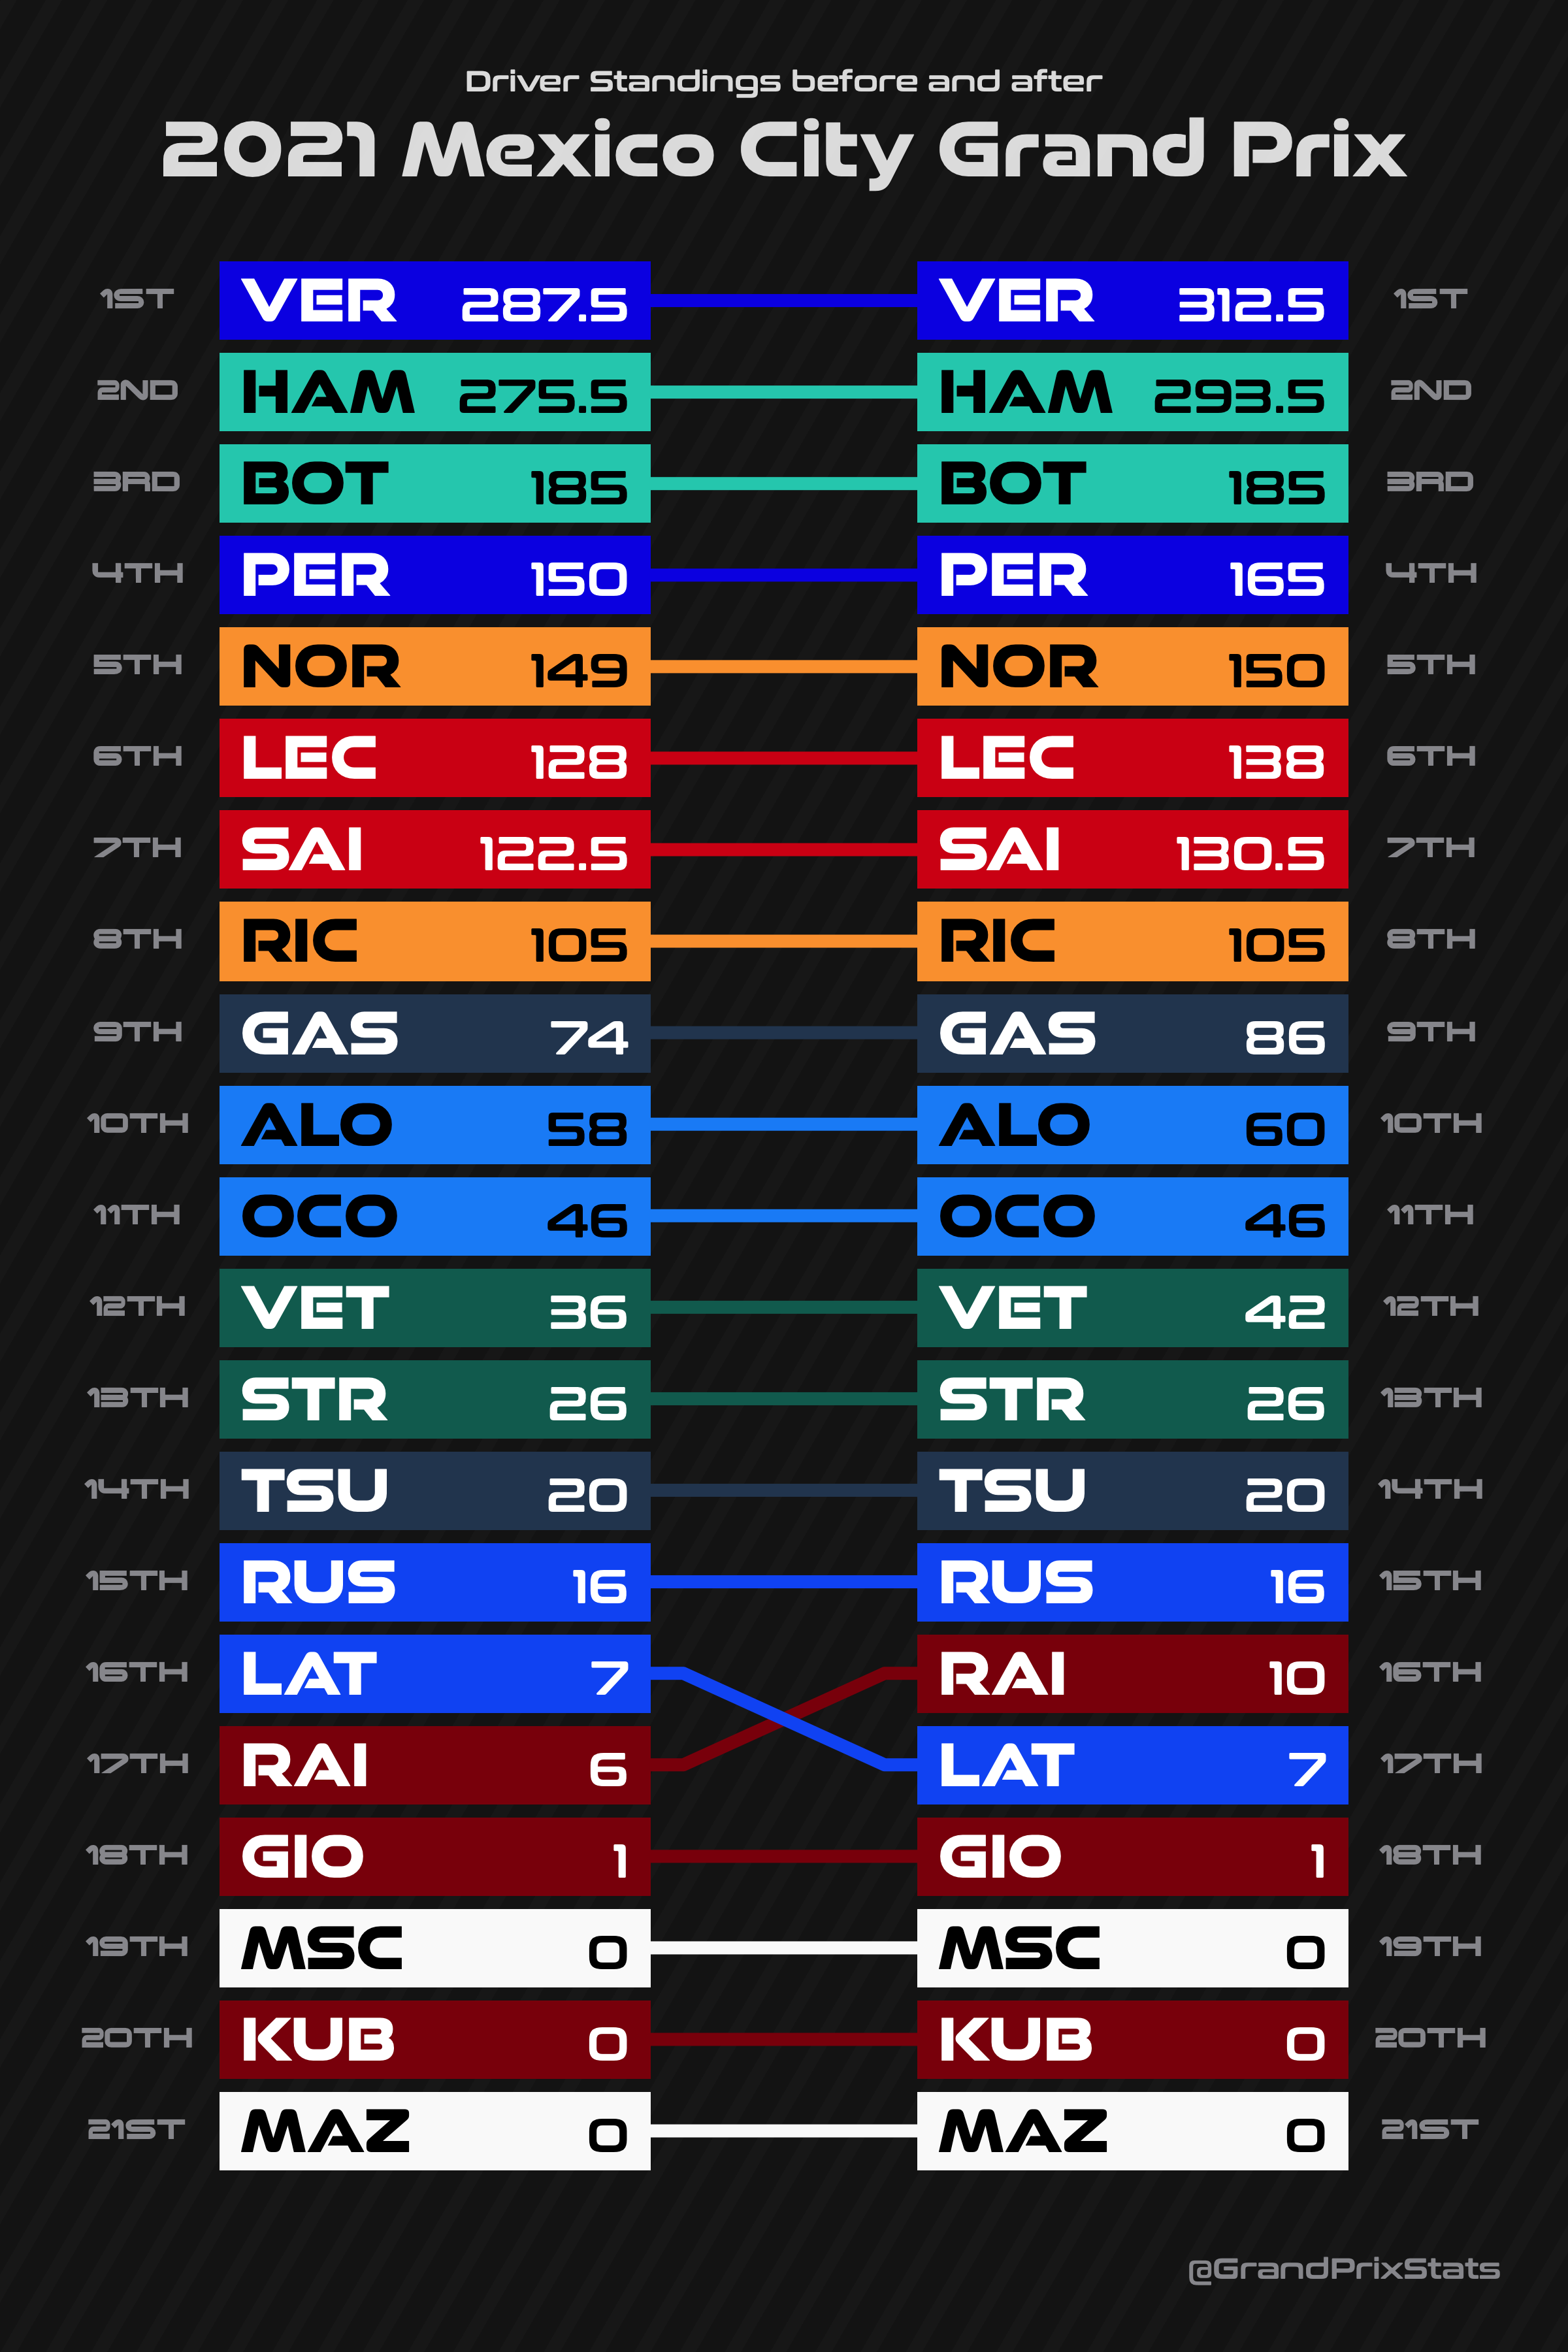 Driver Standings before and after
2021 Mexico City Grand Prix
1ST VER 287.5 VER 312.5 1ST
2ND HAM 275.5 HAM 293.5 2ND
3RD BOT 185 BOT 185 3RD
4TH PER 150 PER 165 4TH
5TH NOR 149 NOR 150 5TH
6TH LEC 128 LEC 138 6TH
7TH SAI 122.5 SAI 130.5 7TH
8TH RIC 105 RIC 105 8TH
9TH GAS 74 GAS 86 9TH
10TH ALO 58 ALO 60 10TH
11TH OCO 46 OCO 46 11TH
12TH VET 36 VET 42 12TH
13TH STR 26 STR 26 13TH
14TH TSU 20 TSU 20 14TH
15TH RUS 16 RUS 16 15TH
16TH LAT 7 RAI 10 16TH
17TH RAI 6 LAT 7 17TH
18TH GIO 1 GIO 1 18TH
19TH MSC 0 MSC 0 19TH
20TH KUB 0 KUB 0 20TH
21ST MAZ 0 MAZ 0 21ST
@GrandPrixStats